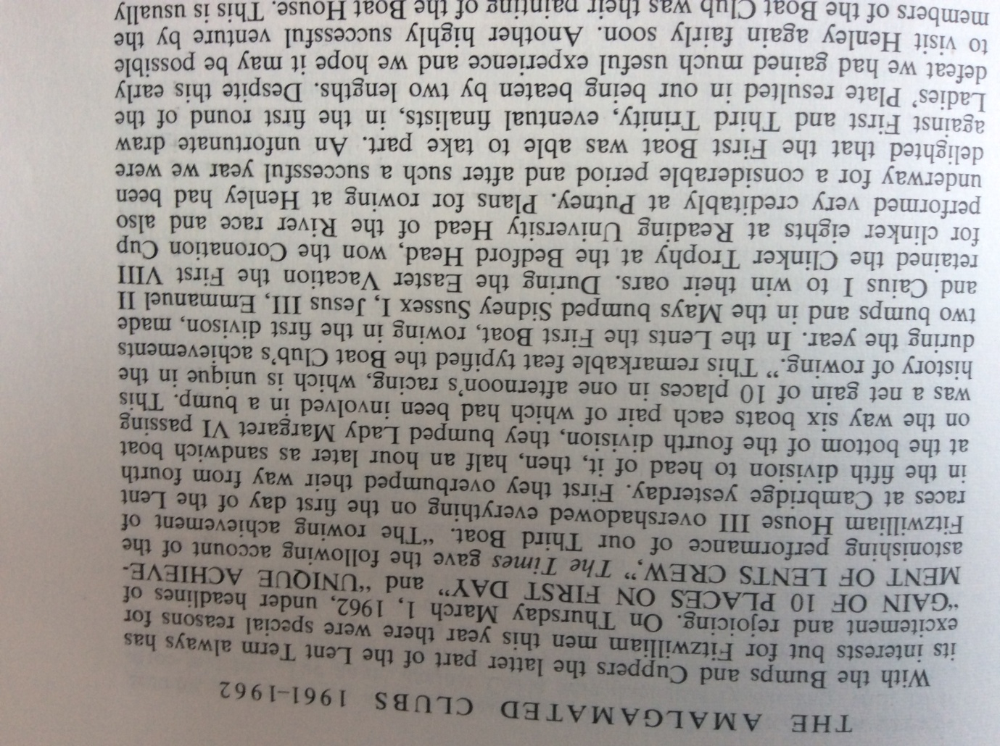 THE AMALGAMATED CLUBS 1961–1962
With the Bumps and Cuppers the latter part of the Lent Term always has
its interests but for Fitzwilliam men this year there were special reasons for
excitement and rejoicing. On Thursday March 1, 1962, under headlines of
“GAIN OF 10 PLACES ON FIRST DAY” and “UNIQUE ACHIEVE-
MENT OF LENTS CREW,” The Times gave the following account of the
astonishing performance of our Third Boat. “The rowing achievement of
Fitzwilliam House III overshadowed everything on the first day of the Lent
races at Cambridge yesterday. First they overbumped their way from fourth
in the fifth division to head of it, then, half an hour later as sandwich boat
at the bottom of the fourth division, they bumped Lady Margaret VI passing
on the way six boats each pair of which had been involved in a bump. This
was a net gain of 10 places in one afternoon’s racing, which is unique in the
history of rowing.” This remarkable feat typified the Boat Club’s achievements
during the year. In the Lents the First Boat, rowing in the first divison, made
two bumps and in the Mays bumped Sidney Sussex I, Jesus III, Emmanuel II
and Caius I to win their oars. During the Easter Vacation the First VIII
retained the Clinker Trophy at the Bedford Head, won the Coronation Cup
for clinker eights at Reading University Head of the River race and also
performed very creditably at Putney. Plans for rowing at Henley had been
underway for a considerable period and after such a successful year we were
delighted that the First Boat was able to take part. An unfortunate draw
against First and Third Trinity, eventual finalists, in the first round of the
Ladies’ Plate resulted in our being beaten by two lengths. Despite this early
defeat we had gained much useful experience and we hope it may be possible
to visit Henley again fairly soon. Another highly successful venture by the
members of the Boat Club was their painting of the Boat House. This is usually